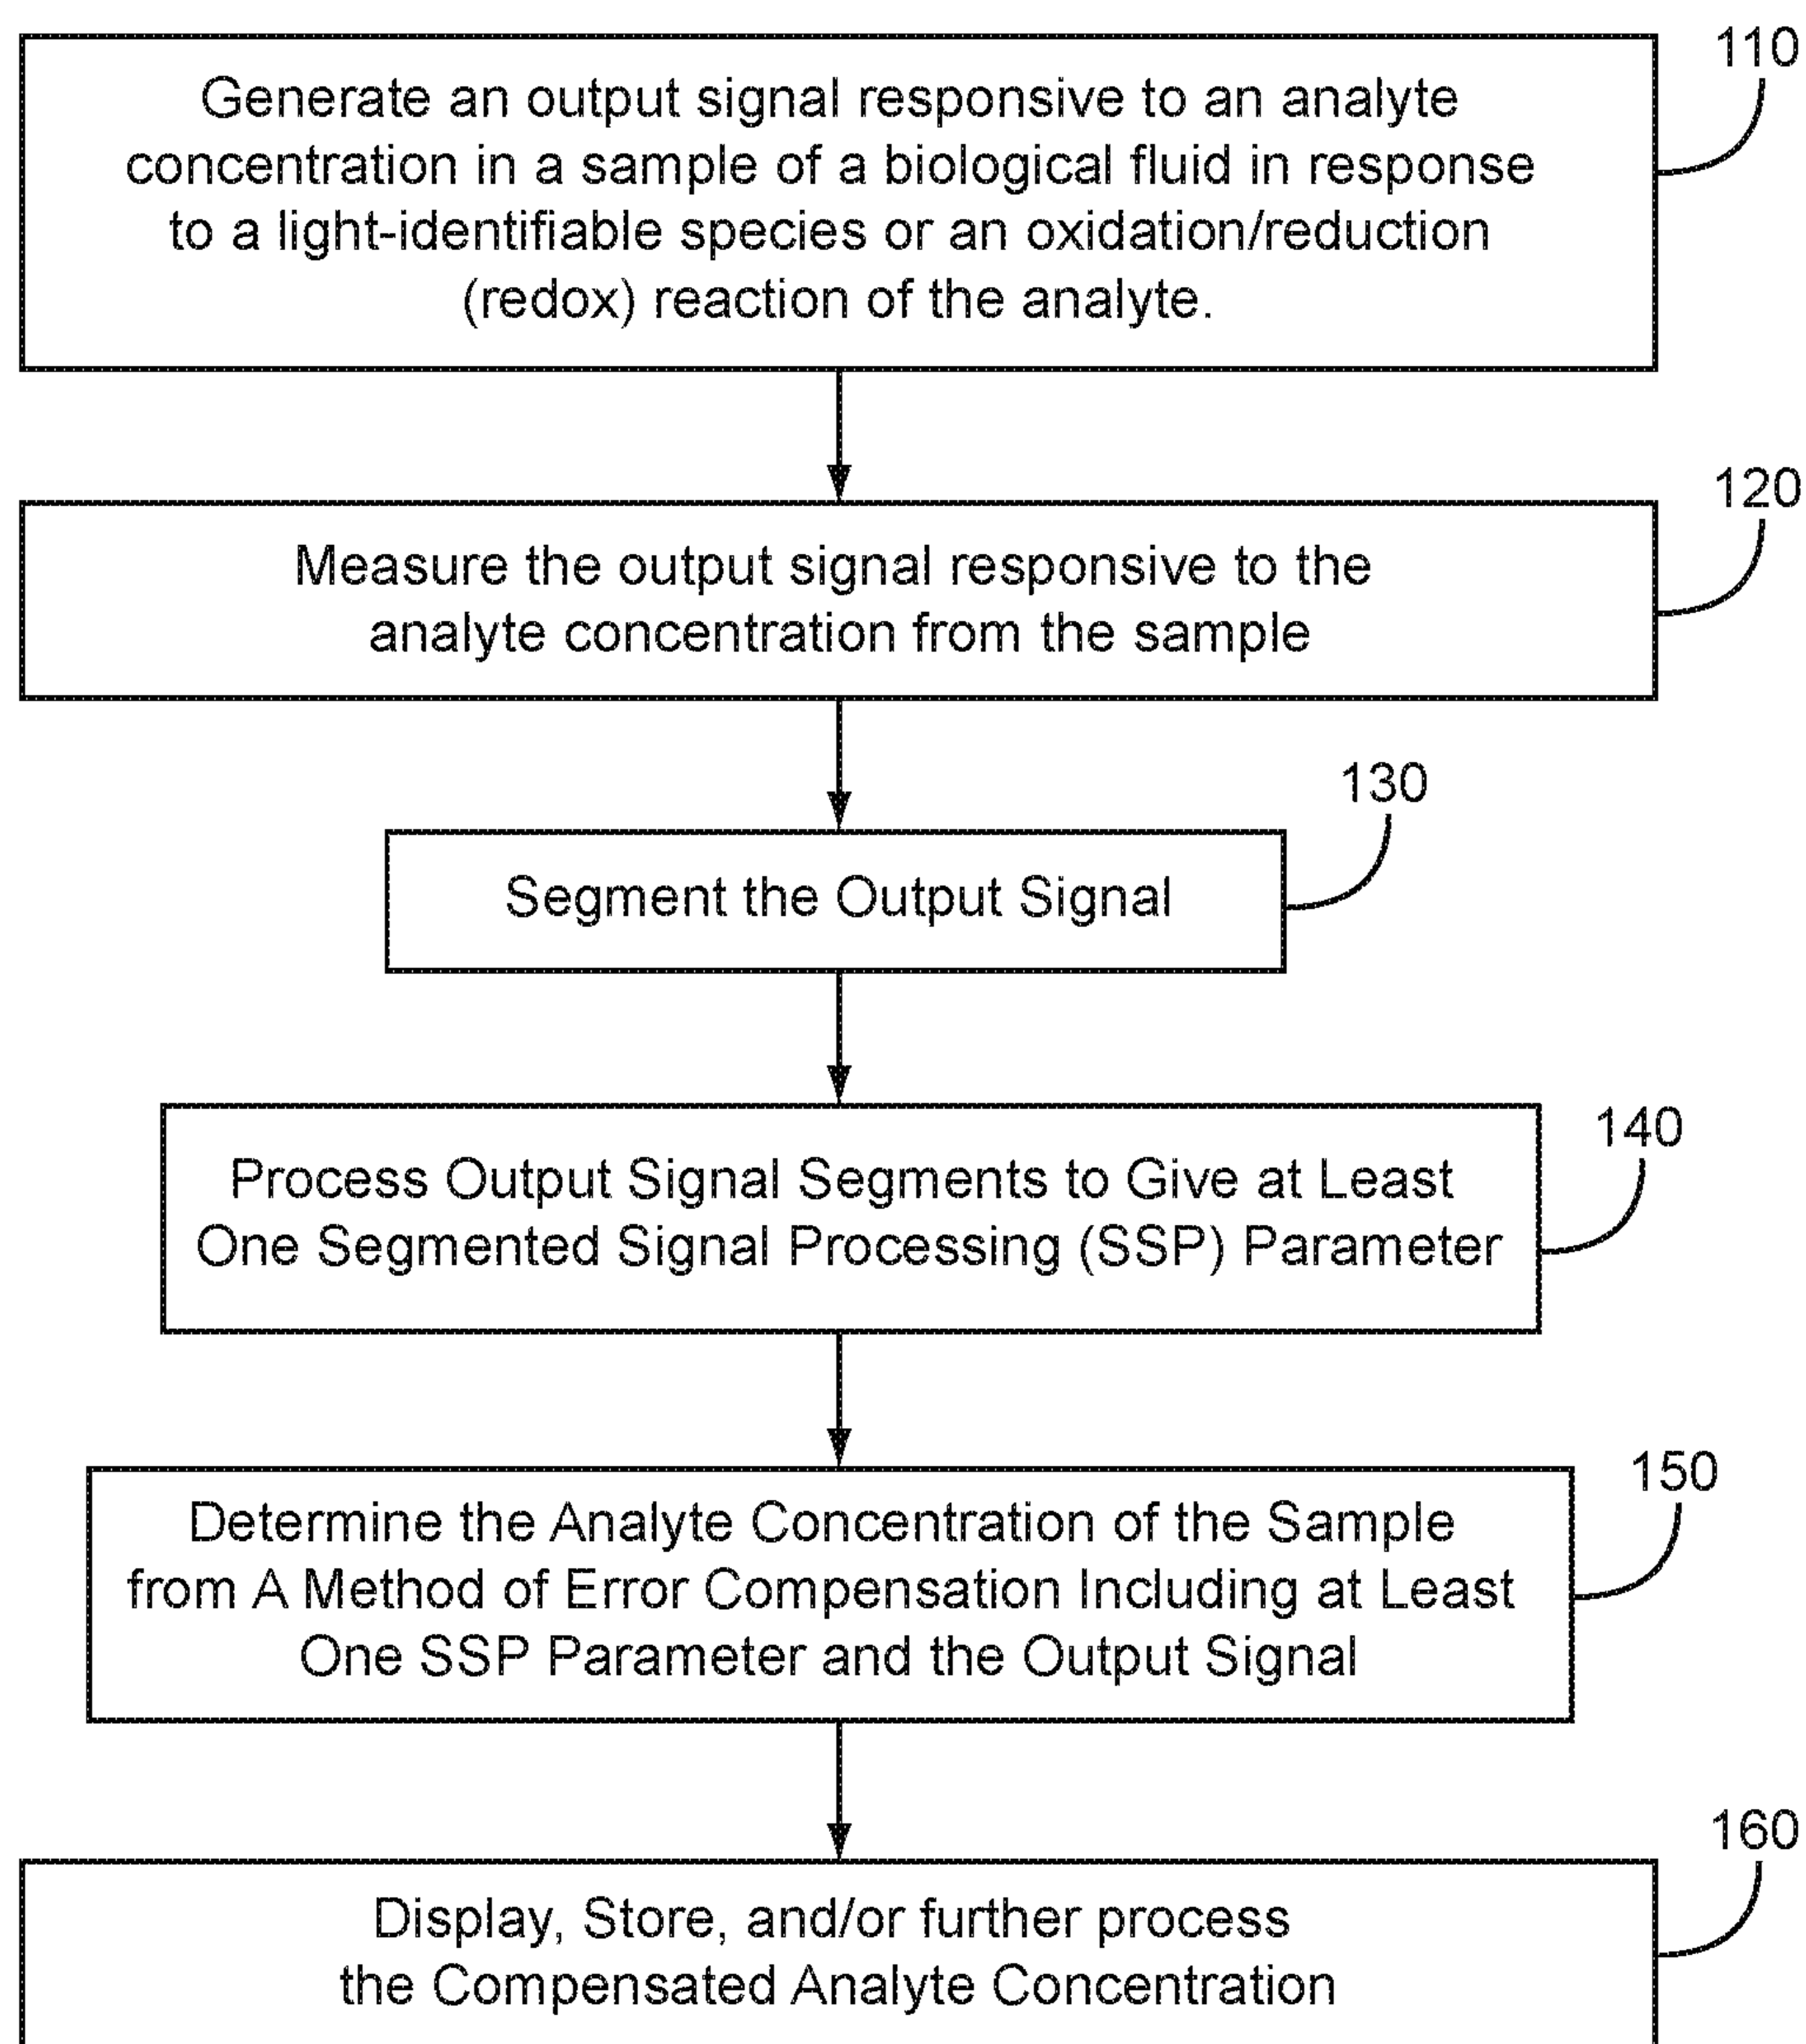 110
Generate an output signal responsive to an analyte
concentration in a sample of a biological fluid in response
to a light-identifiable species or an oxidation/reduction
(redox) reaction of the analyte.
120
Measure the output signal responsive to the
analyte concentration from the sample
130
Segment the Output Signal
140
Process Output Signal Segments to Give at Least
One Segmented Signal Processing (SSP) Parameter
150
Determine the Analyte Concentration of the Sample
from A Method of Error Compensation Including at Least
One SSP Parameter and the Output Signal
160
Display, Store, and/or further process
the Compensated Analyte Concentration